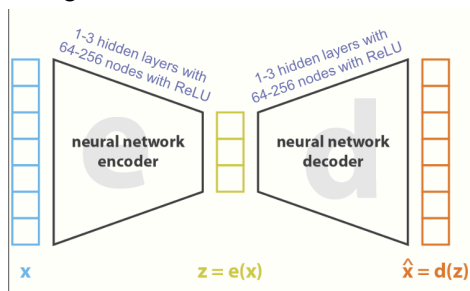 1-3 hidden layers with
64-256 nodes with ReLU
1-3 hidden layers with
64-256 nodes with ReLU
e
neural network
encoder
d
neural network
decoder
x
z = e(x)
x̂ = d(z)